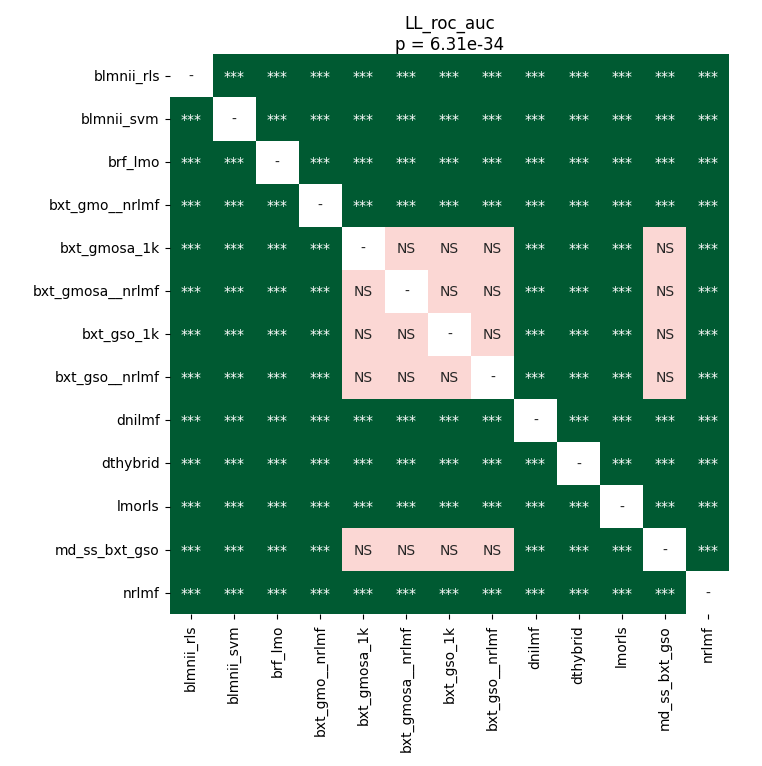 LL_roc_auc
p = 6.31e-34
blmnii_rls - *** *** *** *** *** *** *** *** *** *** *** ***
blmnii_svm *** - *** *** *** *** *** *** *** *** *** *** ***
brf_lmo *** *** - *** *** *** *** *** *** *** *** *** ***
bxt_gmo__nrlmf *** *** *** - *** *** *** *** *** *** *** *** ***
bxt_gmosa_1k *** *** *** *** - NS NS NS *** *** *** NS ***
bxt_gmosa__nrlmf *** *** *** *** NS - NS NS *** *** *** NS ***
bxt_gso_1k *** *** *** *** NS NS - NS *** *** *** NS ***
bxt_gso__nrlmf *** *** *** *** NS NS NS - *** *** *** NS ***
dnilmf *** *** *** *** *** *** *** *** - *** *** *** ***
dthybrid *** *** *** *** *** *** *** *** *** - *** *** ***
lmorls *** *** *** *** *** *** *** *** *** *** - *** ***
md_ss_bxt_gso *** *** *** *** NS NS NS NS *** *** *** - ***
nrlmf *** *** *** *** *** *** *** *** *** *** *** *** -
blmnii_rls
blmnii_svm
brf_lmo
bxt_gmo__nrlmf
bxt_gmosa_1k
bxt_gmosa__nrlmf
bxt_gso_1k
bxt_gso__nrlmf
dnilmf
dthybrid
lmorls
md_ss_bxt_gso
nrlmf